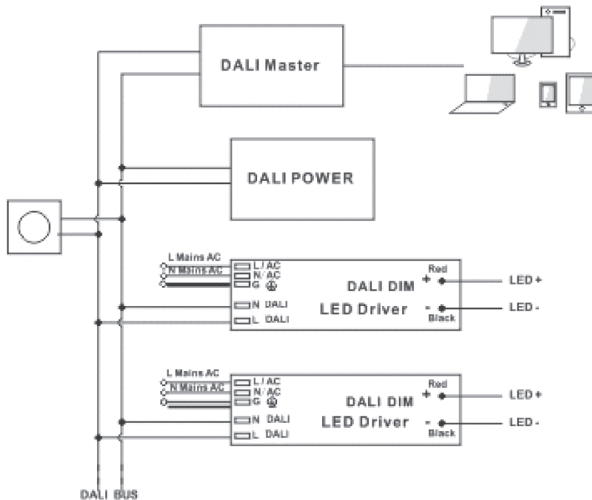 DALI Master
DALI POWER
L Mains AC
N Mains AC
L/AC
N/AC
G
N DALI
L DALI
DALI DIM
LED Driver
Red
+
-
Black
LED +
LED -
L Mains AC
N Mains AC
L/AC
N/AC
G
N DALI
L DALI
DALI DIM
LED Driver
Red
+
-
Black
LED +
LED -
DALI BUS